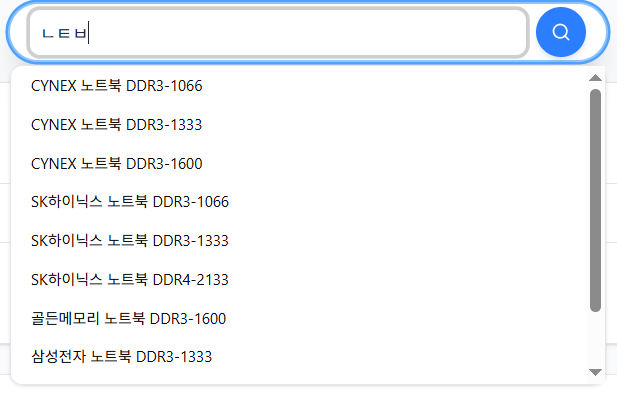 ㄴㅌㅂ
CYNEX 노트북 DDR3-1066
CYNEX 노트북 DDR3-1333
CYNEX 노트북 DDR3-1600
SK하이닉스 노트북 DDR3-1066
SK하이닉스 노트북 DDR3-1333
SK하이닉스 노트북 DDR4-2133
골든메모리 노트북 DDR3-1600
삼성전자 노트북 DDR3-1333